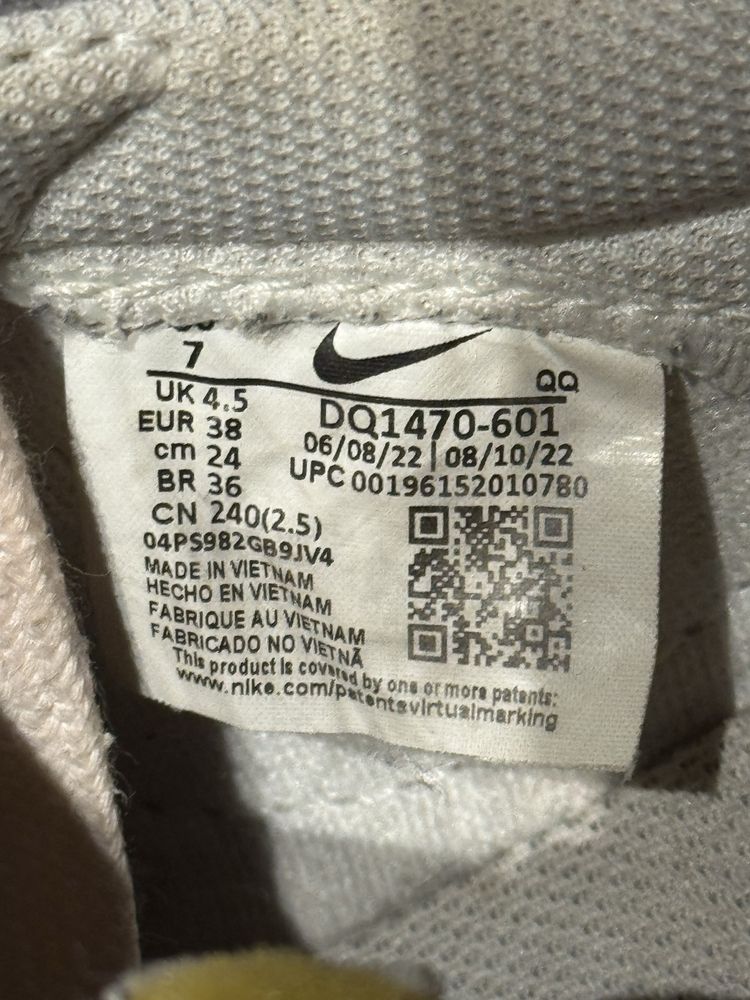 7
QQ
UK 4.5
EUR 38
cm 24
BR 36
CN 240(2.5)
DQ1470-601
06/08/22 | 08/10/22
UPC 00196152010780
04PS982GB9JV4
MADE IN VIETNAM
HECHO EN VIETNAM
FABRIQUE AU VIETNAM
FABRICADO NO VIETNÃ
This product is covered by one or more patents:
www.nike.com/patentsvirtualmarking